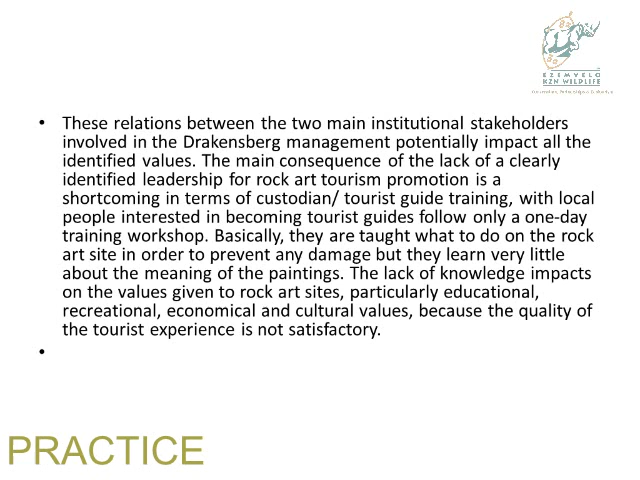 EZEMVELO
KZN WILDLIFE
• These relations between the two main institutional stakeholders
involved in the Drakensberg management potentially impact all the
identified values. The main consequence of the lack of a clearly
identified leadership for rock art tourism promotion is a
shortcoming in terms of custodian/ tourist guide training, with local
people interested in becoming tourist guides follow only a one-day
training workshop. Basically, they are taught what to do on the rock
art site in order to prevent any damage but they learn very little
about the meaning of the paintings. The lack of knowledge impacts
on the values given to rock art sites, particularly educational,
recreational, economical and cultural values, because the quality of
the tourist experience is not satisfactory.
•
PRACTICE